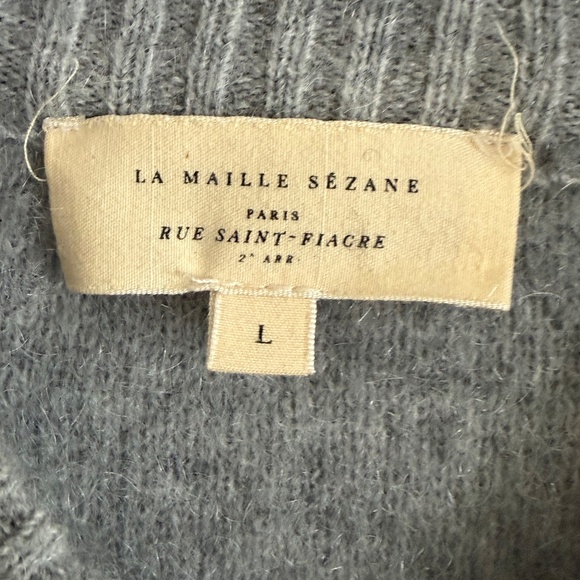 LA MAILLE SÉZANE
PARIS
RUE SAINT-FIACRE
2ᵉ ARR
L